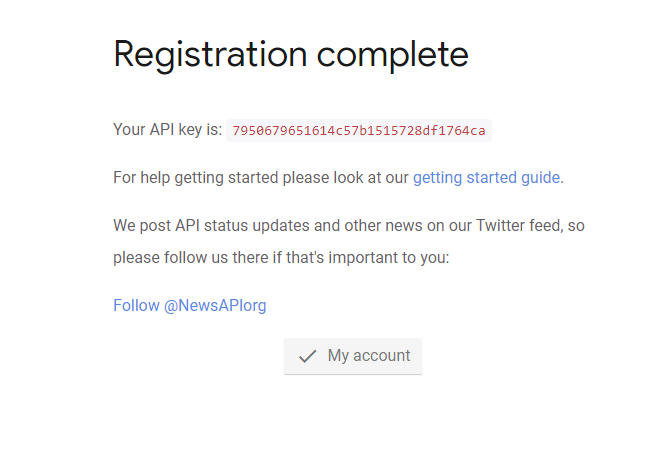 Registration complete
Your API key is: 7950679651614c57b1515728df1764ca
For help getting started please look at our getting started guide.
We post API status updates and other news on our Twitter feed, so
please follow us there if that's important to you:
Follow @NewsAPIorg
My account